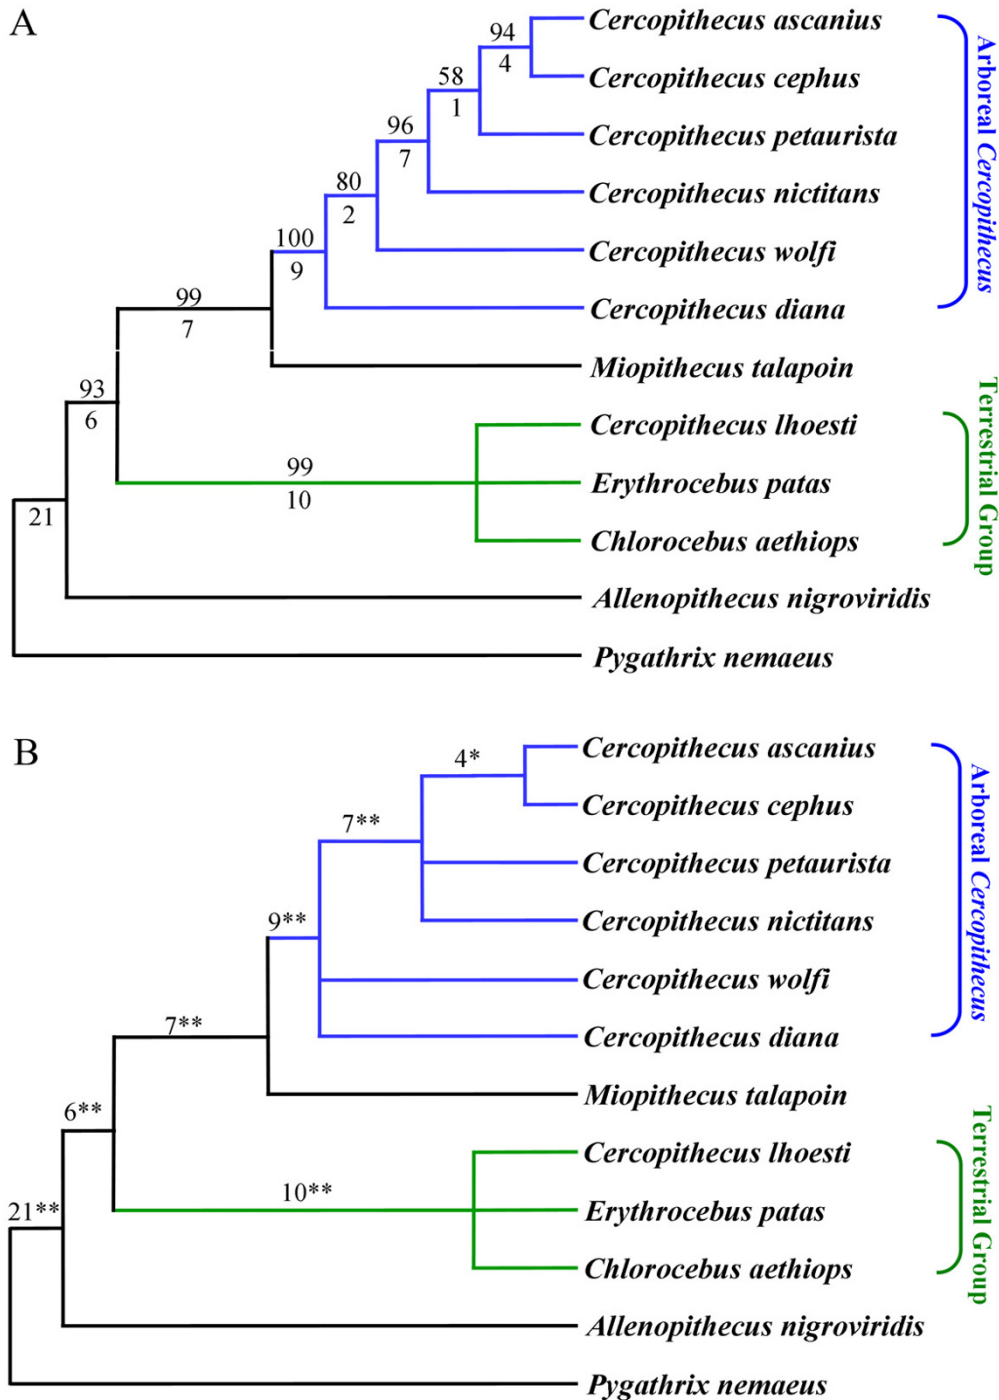 A
Cercopithecus ascanius
94
4
Cercopithecus cephus
58
1
Cercopithecus petaurista
96
7
Cercopithecus nictitans
80
2
Cercopithecus wolfi
100
9
Cercopithecus diana
Arboreal Cercopithecus
99
7
Miopithecus talapoin
93
6
Cercopithecus lhoesti
99
10
Erythrocebus patas
Chlorocebus aethiops
Terrestrial Group
21
Allenopithecus nigroviridis
Pygathrix nemaeus
B
Cercopithecus ascanius
4*
Cercopithecus cephus
7**
Cercopithecus petaurista
Cercopithecus nictitans
9**
Cercopithecus wolfi
Cercopithecus diana
Arboreal Cercopithecus
7**
Miopithecus talapoin
6**
Cercopithecus lhoesti
10**
Erythrocebus patas
Chlorocebus aethiops
Terrestrial Group
21**
Allenopithecus nigroviridis
Pygathrix nemaeus